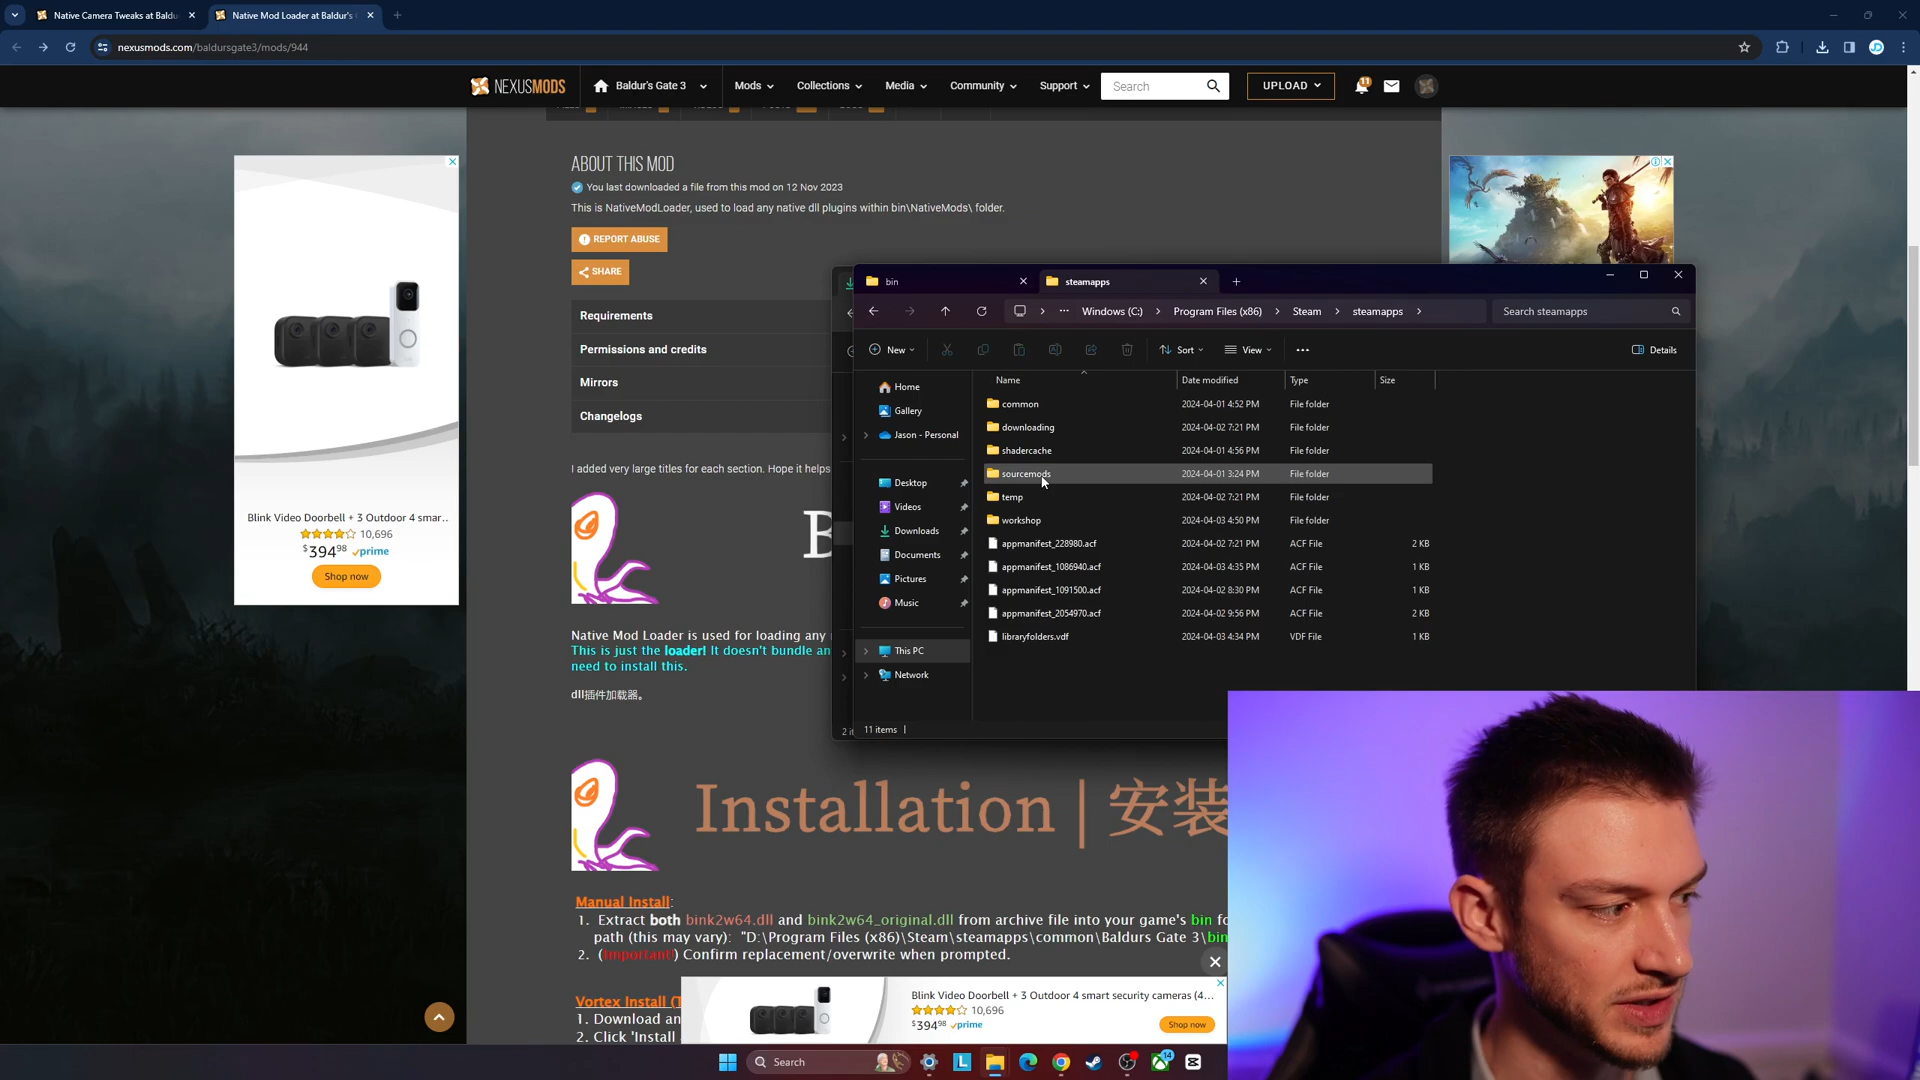 Native Camera Tweaks at Baldu
Native Mod Loader at Baldur's
nexusmods.com/baldursgate3/mods/944
NEXUSMODS
Baldur's Gate 3
Mods
Collections
Media
Community
Support
Search
UPLOAD
11
ABOUT THIS MOD
You last downloaded a file from this mod on 12 Nov 2023
This is NativeModLoader, used to load any native dll plugins within bin\NativeMods\ folder.
REPORT ABUSE
SHARE
Requirements
Permissions and credits
Mirrors
Changelogs
I added very large titles for each section. Hope it helps
B
Native Mod Loader is used for loading any
This is just the loader! It doesn't bundle an
need to install this.
dll插件加载器。
Installation | 安装
Manual Install:
1. Extract both bink2w64.dll and bink2w64_original.dll from archive file into your game's bin fo
path (this may vary): "D:\Program Files (x86)\Steam\steamapps\common\Baldurs Gate 3\bin
2. (Important!) Confirm replacement/overwrite when prompted.
Vortex Install (T
1. Download an
2. Click 'Install
Blink Video Doorbell + 3 Outdoor 4 smar..
10,696
$39498 prime
Shop now
bin
steamapps
Windows (C:)
Program Files (x86)
Steam
steamapps
Search steamapps
New
Sort
View
Details
Name
Date modified
Type
Size
Home
Gallery
Jason - Personal
Desktop
Videos
Downloads
Documents
Pictures
Music
This PC
Network
common 2024-04-01 4:52 PM File folder
downloading 2024-04-02 7:21 PM File folder
shadercache 2024-04-01 4:56 PM File folder
sourcemods 2024-04-01 3:24 PM File folder
temp 2024-04-02 7:21 PM File folder
workshop 2024-04-03 4:50 PM File folder
appmanifest_228980.acf 2024-04-02 7:21 PM ACF File 2 KB
appmanifest_1086940.acf 2024-04-03 4:35 PM ACF File 1 KB
appmanifest_1091500.acf 2024-04-02 8:30 PM ACF File 1 KB
appmanifest_2054970.acf 2024-04-02 9:56 PM ACF File 2 KB
libraryfolders.vdf 2024-04-03 4:34 PM VDF File 1 KB
2 it
11 items
Blink Video Doorbell + 3 Outdoor 4 smart security cameras (4...
10,696
$39498 prime
Shop now
Search
L
14